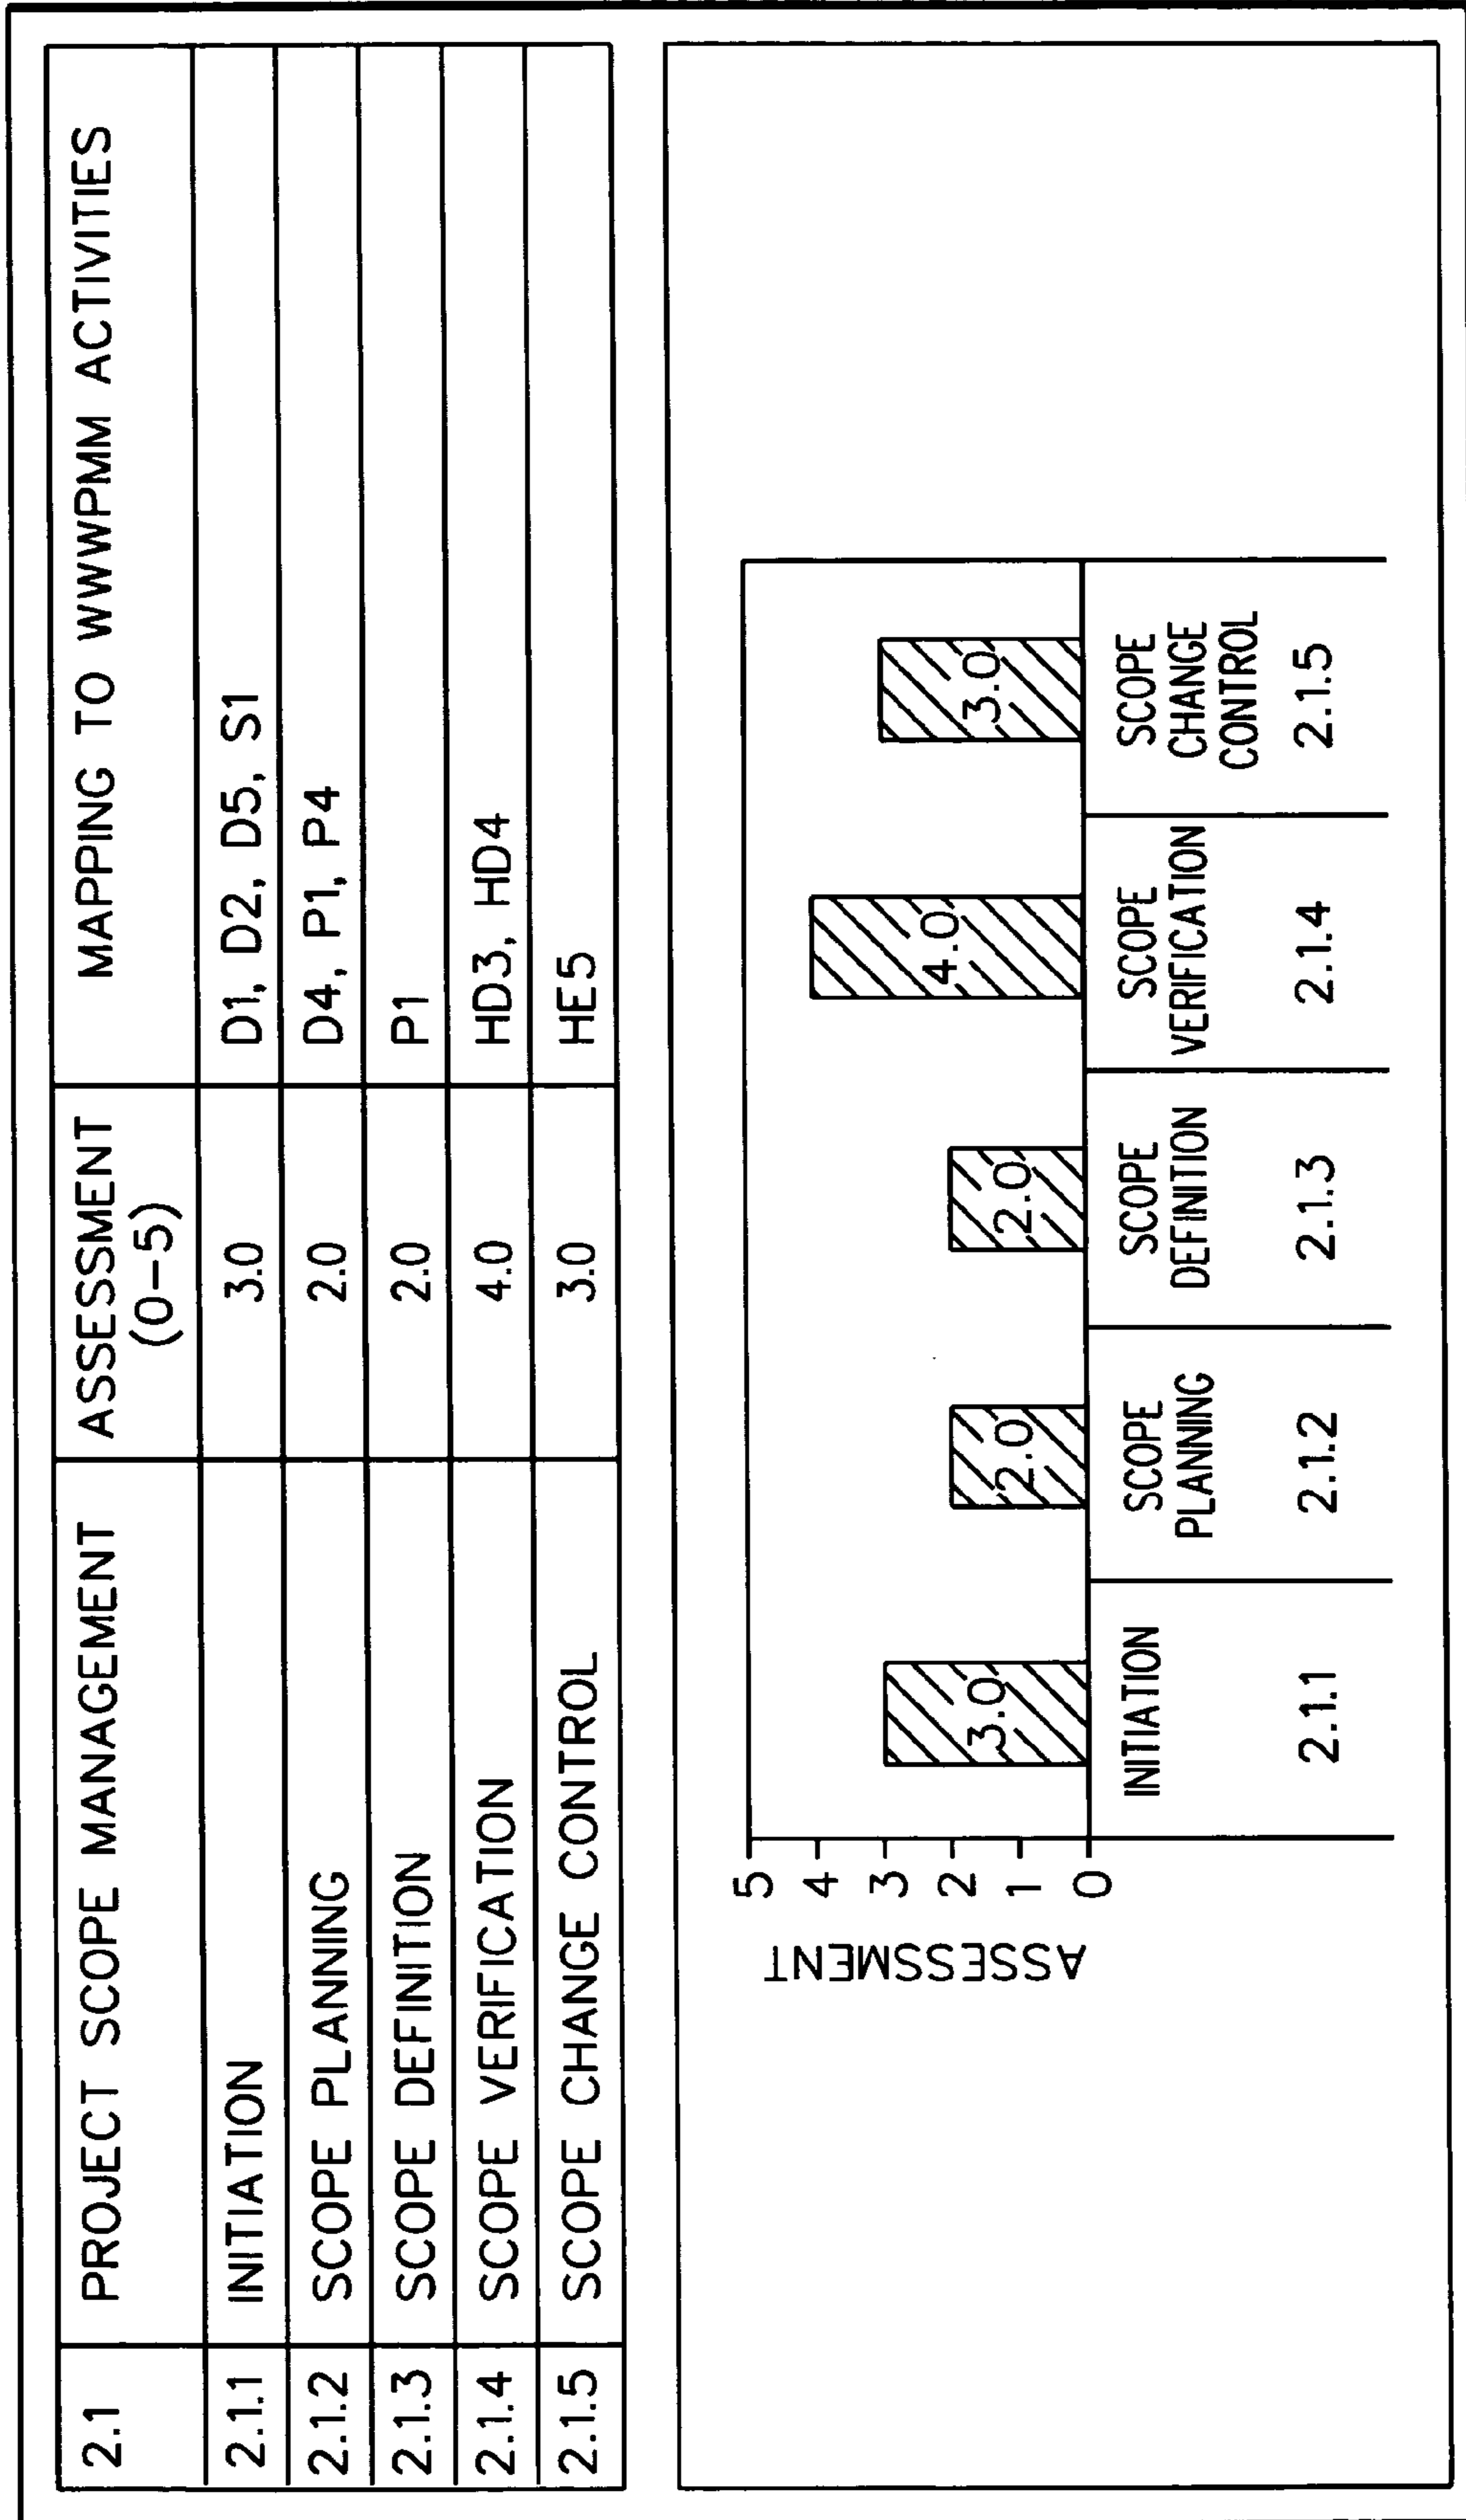 2.1 PROJECT SCOPE MANAGEMENT ASSESSMENT (0-5) MAPPING TO WWWPMM ACTIVITIES
2.1.1 INITIATION 3.0 D1, D2, D5, S1
2.1.2 SCOPE PLANNING 2.0 D4, P1, P4
2.1.3 SCOPE DEFINITION 2.0 P1
2.1.4 SCOPE VERIFICATION 4.0 HD3, HD4
2.1.5 SCOPE CHANGE CONTROL 3.0 HE5
ASSESSMENT
5
4
3
2
1
0
3.0
2.0
2.0
4.0
3.0
INITIATION
2.1.1
SCOPE
PLANNING
2.1.2
SCOPE
DEFINITION
2.1.3
SCOPE
VERIFICATION
2.1.4
SCOPE
CHANGE
CONTROL
2.1.5